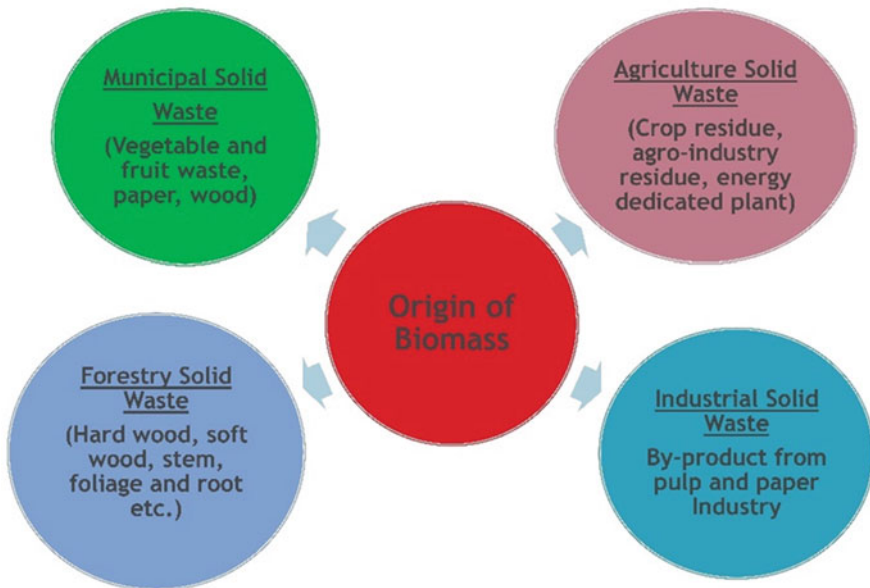 Municipal Solid
Waste
(Vegetable and
fruit waste,
paper, wood)
Agriculture Solid
Waste
(Crop residue,
agro-industry
residue, energy
dedicated plant)
Origin of
Biomass
Forestry Solid
Waste
(Hard wood, soft
wood, stem,
foliage and root
etc.)
Industrial Solid
Waste
By-product from
pulp and paper
Industry